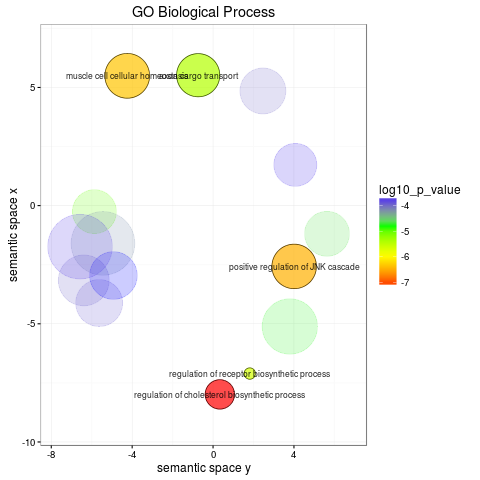 GO Biological Process
muscle cell cellular homeostasis
axon cargo transport
positive regulation of JNK cascade
regulation of receptor biosynthetic process
regulation of cholesterol biosynthetic process
5
0
-5
-10
-8
-4
0
4
semantic space x
semantic space y
log10_p_value
-4
-5
-6
-7